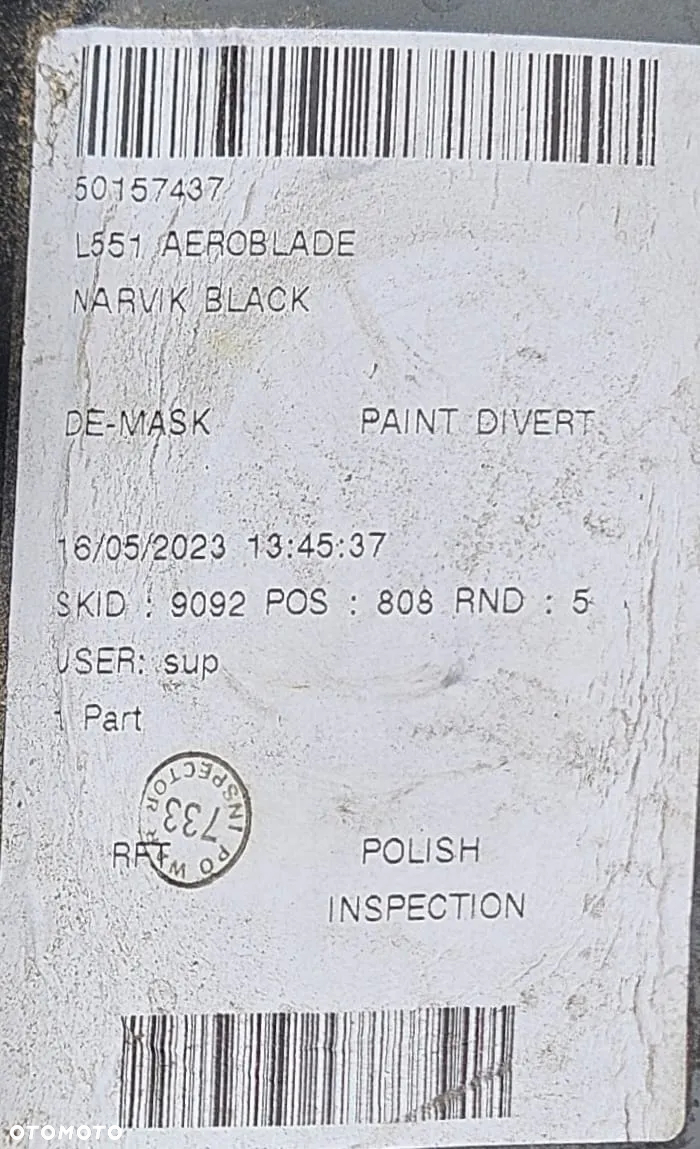 50157437
L551 AEROBLADE
NARVIK BLACK
DE-MASK PAINT DIVERT
16/05/2023 13:45:37
SKID : 9092 POS : 808 RND : 5
USER: sup
1 Part
INSPECTOR
733
RFT POLISH
INSPECTION
OTOMOTO